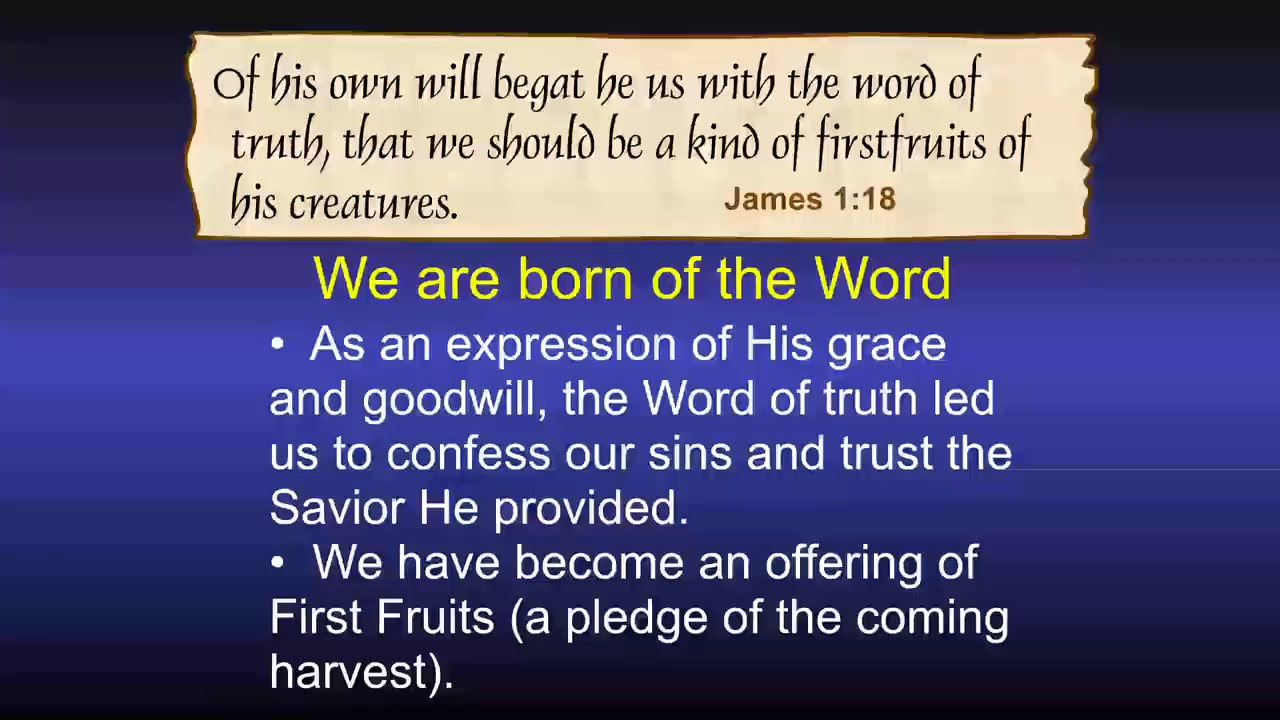 Of his own will begat he us with the word of
truth, that we should be a kind of firstfruits of
his creatures. James 1:18
We are born of the Word
• As an expression of His grace
and goodwill, the Word of truth led
us to confess our sins and trust the
Savior He provided.
• We have become an offering of
First Fruits (a pledge of the coming
harvest).